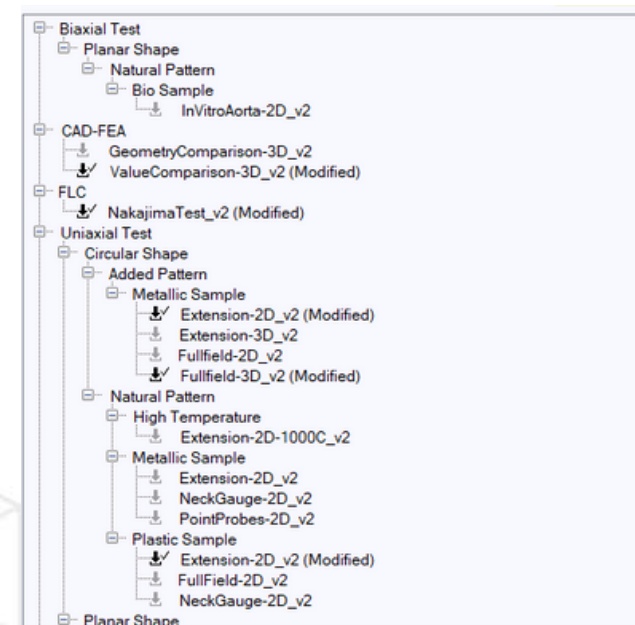 Biaxial Test
Planar Shape
Natural Pattern
Bio Sample
InVitroAorta-2D_v2
CAD-FEA
GeometryComparison-3D_v2
ValueComparison-3D_v2 (Modified)
FLC
NakajimaTest_v2 (Modified)
Uniaxial Test
Circular Shape
Added Pattern
Metallic Sample
Extension-2D_v2 (Modified)
Extension-3D_v2
Fullfield-2D_v2
Fullfield-3D_v2 (Modified)
Natural Pattern
High Temperature
Extension-2D-1000C_v2
Metallic Sample
Extension-2D_v2
NeckGauge-2D_v2
PointProbes-2D_v2
Plastic Sample
Extension-2D_v2 (Modified)
FullField-2D_v2
NeckGauge-2D_v2
Planar Shape